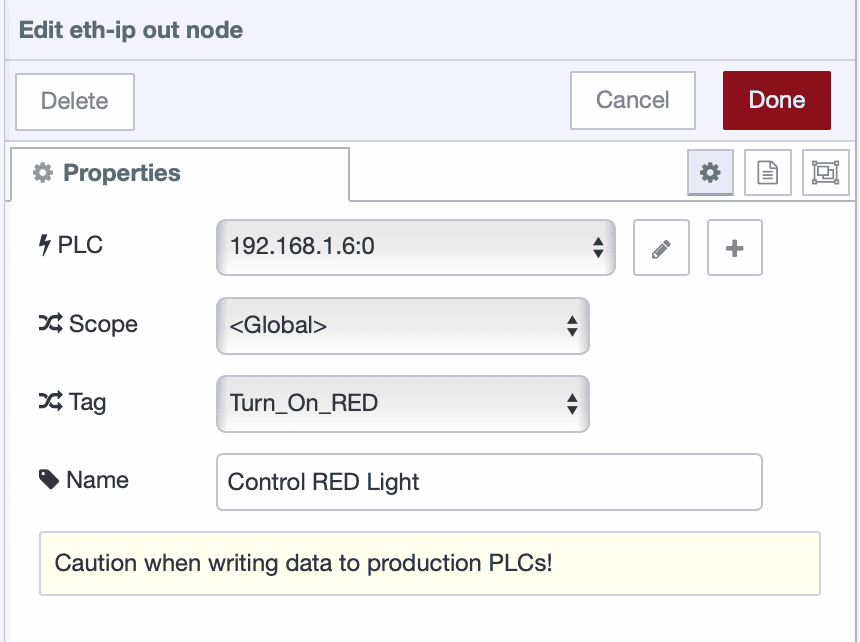 Edit eth-ip out node
Delete
Cancel
Done
Properties
PLC
192.168.1.6:0
Scope
<Global>
Tag
Turn_On_RED
Name
Control RED Light
Caution when writing data to production PLCs!